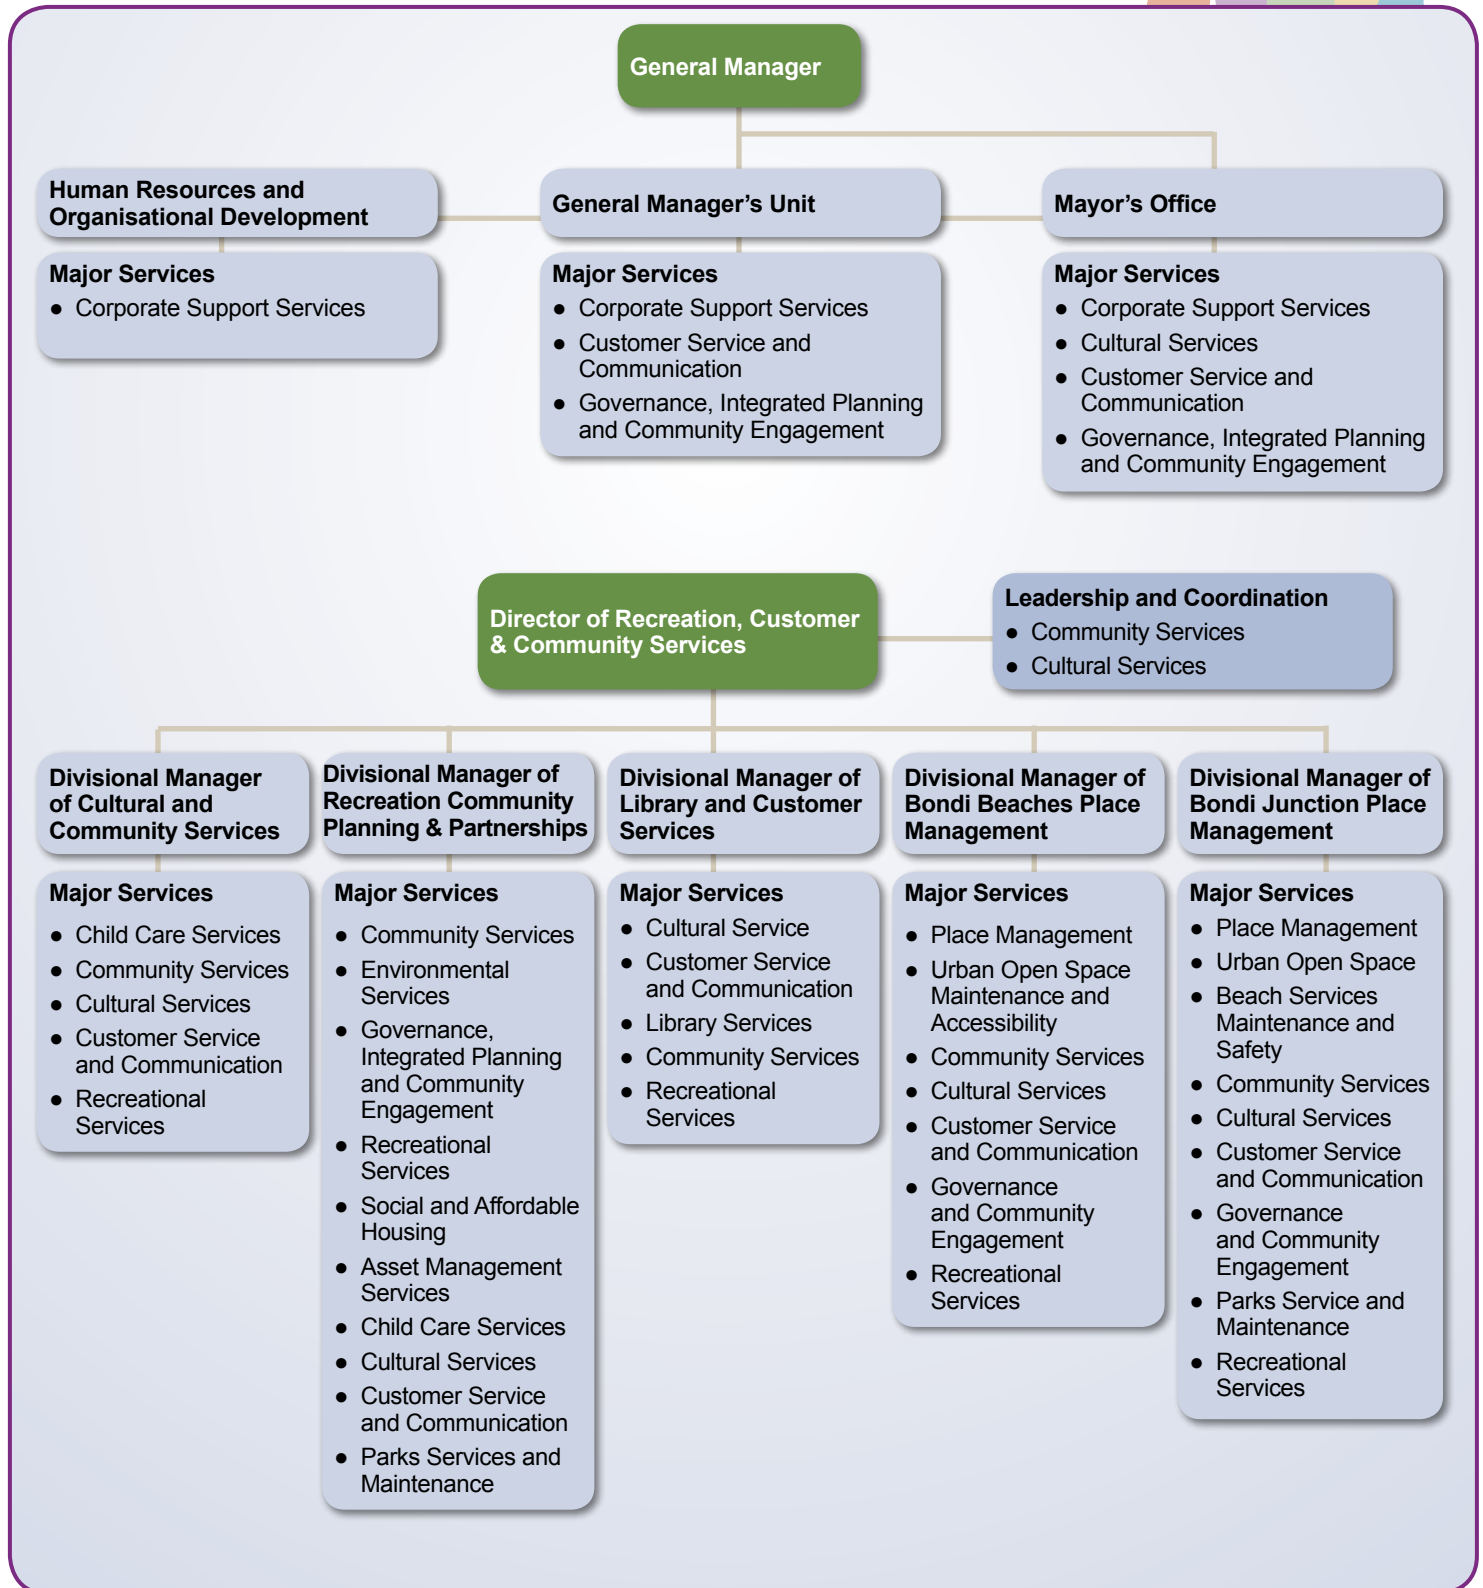 General Manager
Human Resources and
Organisational Development
General Manager's Unit
Mayor's Office
Major Services
● Corporate Support Services
Major Services
● Corporate Support Services
● Customer Service and
Communication
● Governance, Integrated Planning
and Community Engagement
Major Services
● Corporate Support Services
● Cultural Services
● Customer Service and
Communication
● Governance, Integrated Planning
and Community Engagement
Director of Recreation, Customer
& Community Services
Leadership and Coordination
● Community Services
● Cultural Services
Divisional Manager
of Cultural and
Community Services
Major Services
● Child Care Services
● Community Services
● Cultural Services
● Customer Service
and Communication
● Recreational
Services
Divisional Manager of
Recreation Community
Planning & Partnerships
Major Services
● Community Services
● Environmental
Services
● Governance,
Integrated Planning
and Community
Engagement
● Recreational
Services
● Social and Affordable
Housing
● Asset Management
Services
● Child Care Services
● Cultural Services
● Customer Service
and Communication
● Parks Services and
Maintenance
Divisional Manager of
Library and Customer
Services
Major Services
● Cultural Service
● Customer Service
and Communication
● Library Services
● Community Services
● Recreational
Services
Divisional Manager of
Bondi Beaches Place
Management
Major Services
● Place Management
● Urban Open Space
Maintenance and
Accessibility
● Community Services
● Cultural Services
● Customer Service
and Communication
● Governance
and Community
Engagement
● Recreational
Services
Divisional Manager of
Bondi Junction Place
Management
Major Services
● Place Management
● Urban Open Space
● Beach Services
Maintenance and
Safety
● Community Services
● Cultural Services
● Customer Service
and Communication
● Governance
and Community
Engagement
● Parks Service and
Maintenance
● Recreational
Services